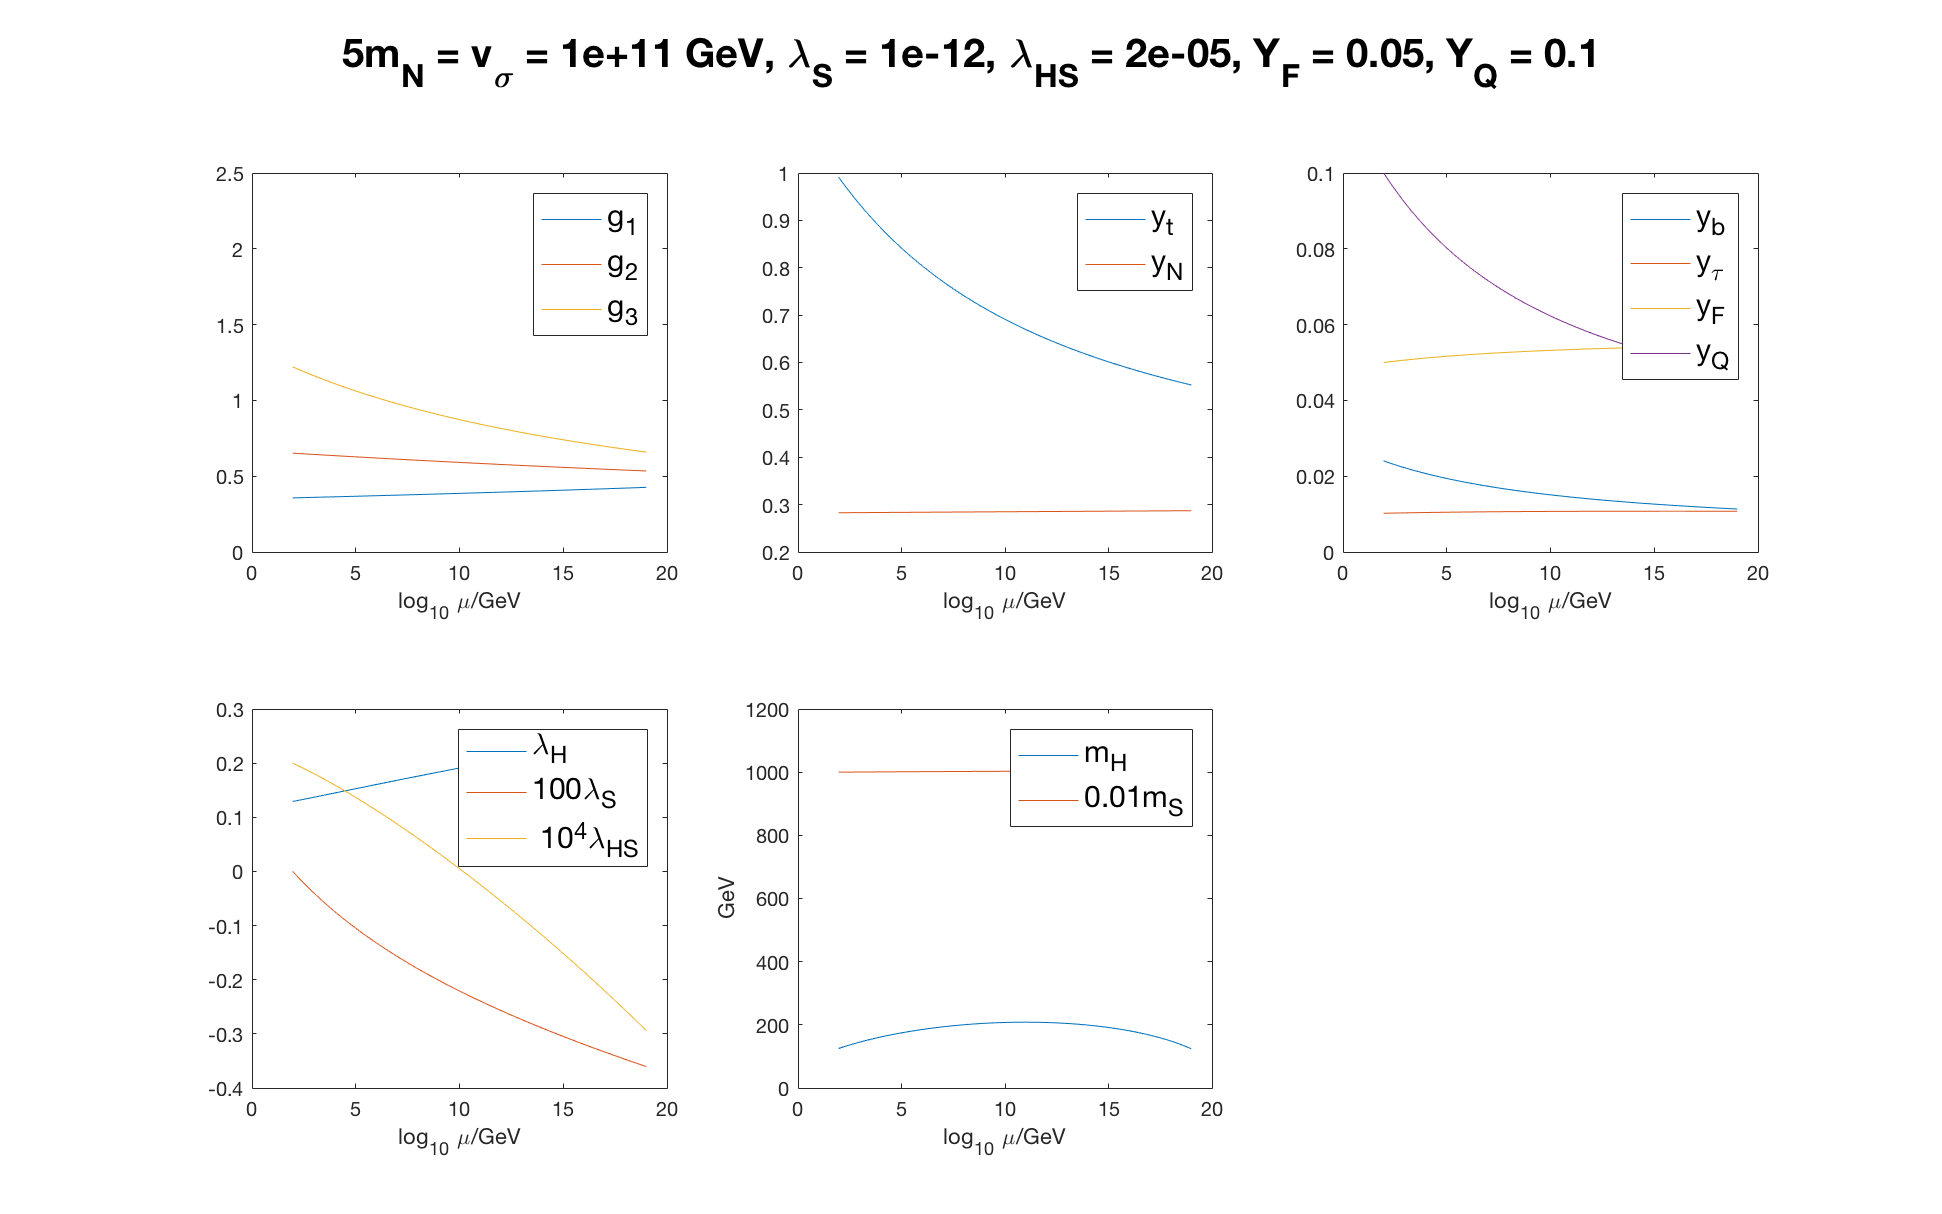 5m_N = v_σ = 1e+11 GeV, λ_S = 1e-12, λ_HS = 2e-05, Y_F = 0.05, Y_Q = 0.1
2.5
2
1.5
1
0.5
0
g_1
g_2
g_3
0 5 10 15 20
log_10 μ/GeV
1
0.9
0.8
0.7
0.6
0.5
0.4
0.3
0.2
y_t
y_N
0 5 10 15 20
log_10 μ/GeV
0.1
0.08
0.06
0.04
0.02
0
y_b
y_τ
y_F
y_Q
0 5 10 15 20
log_10 μ/GeV
0.3
0.2
0.1
0
-0.1
-0.2
-0.3
-0.4
λ_H
100λ_S
10^4λ_HS
0 5 10 15 20
log_10 μ/GeV
GeV
1200
1000
800
600
400
200
0
m_H
0.01m_S
0 5 10 15 20
log_10 μ/GeV